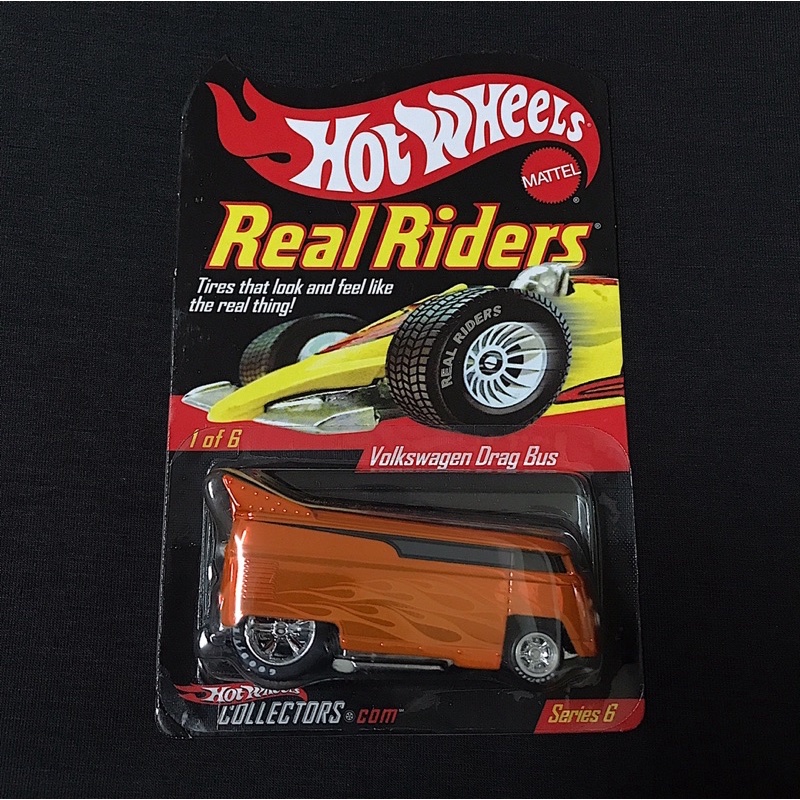 HOT WHEELS®
MATTEL
®
Real Riders®
Tires that look and feel like
the real thing!
REAL RIDERS
1 of 6
Volkswagen Drag Bus
HOT WHEELS
COLLECTORS.com™
Series 6